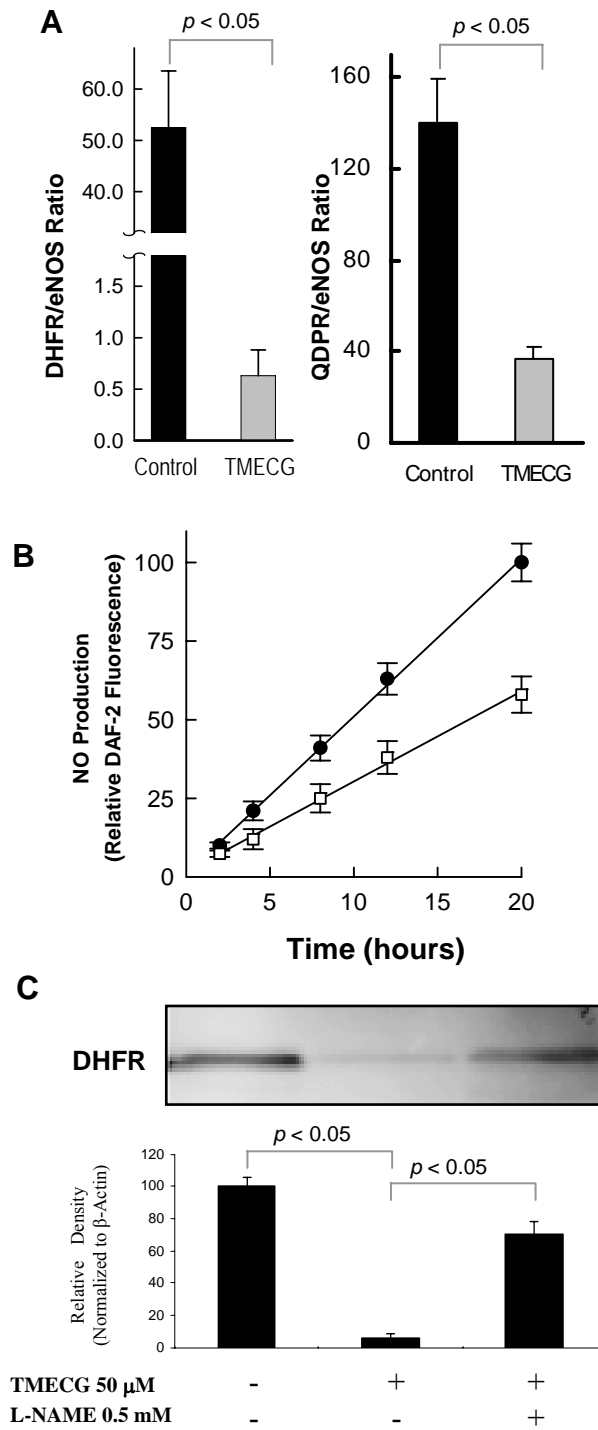 A
p < 0.05
p < 0.05
DHFR/eNOS Ratio
60.0
50.0
40.0
1.5
1.0
0.5
0.0
Control TMECG
QDPR/eNOS Ratio
160
120
80
40
0
Control TMECG
B
NO Production
(Relative DAF-2 Fluorescence)
100
75
50
25
0
0 5 10 15 20
Time (hours)
C
DHFR
p < 0.05
p < 0.05
Relative Density
(Normalized to β-Actin)
120
100
80
60
40
20
0
TMECG 50 μM - + +
L-NAME 0.5 mM - - +